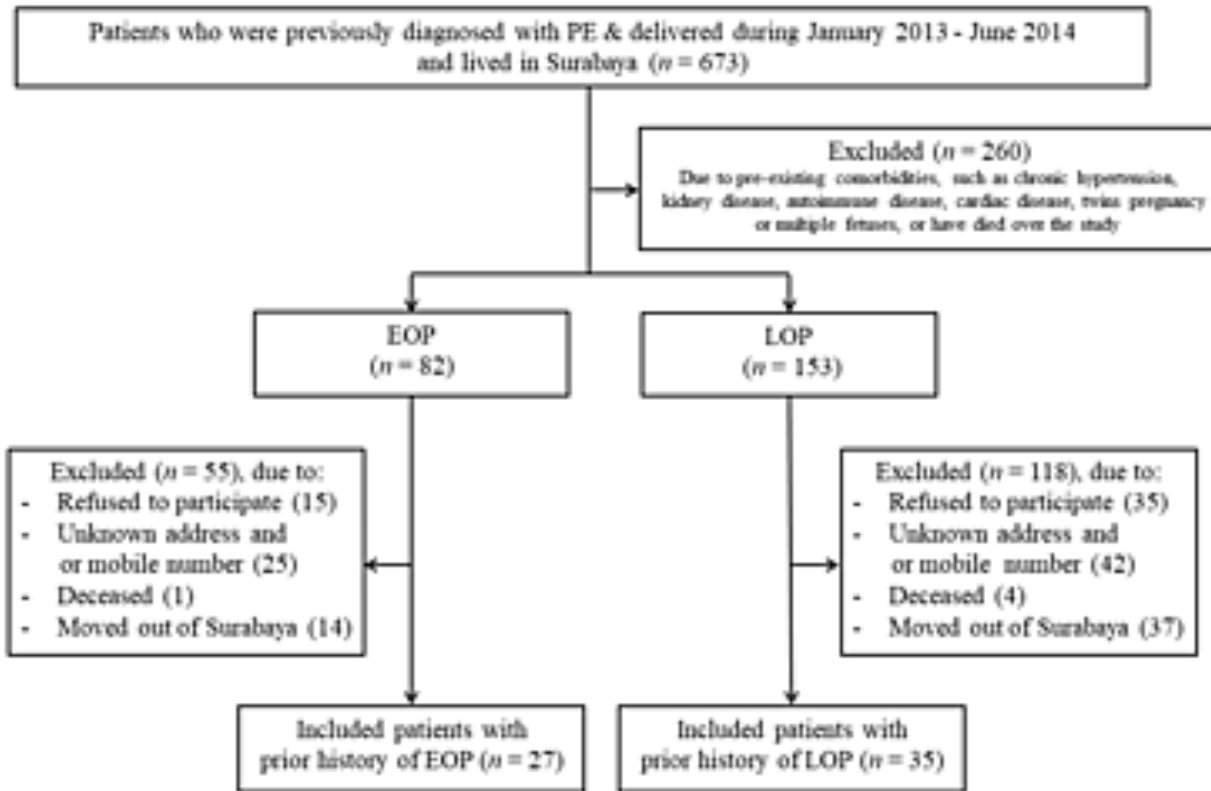 Patients who were previously diagnosed with PE & delivered during January 2013 - June 2014
and lived in Surabaya (n = 673)
Excluded (n = 260)
Due to pre-existing comorbidities, such as chronic hypertension,
kidney disease, autoimmune disease, cardiac disease, twins pregnancy
or multiple fetuses, or have died over the study
EOP
(n = 82)
LOP
(n = 153)
Excluded (n = 55), due to:
- Refused to participate (15)
- Unknown address and
or mobile number (25)
- Deceased (1)
- Moved out of Surabaya (14)
Excluded (n = 118), due to:
- Refused to participate (35)
- Unknown address and
or mobile number (42)
- Deceased (4)
- Moved out of Surabaya (37)
Included patients with
prior history of EOP (n = 27)
Included patients with
prior history of LOP (n = 35)